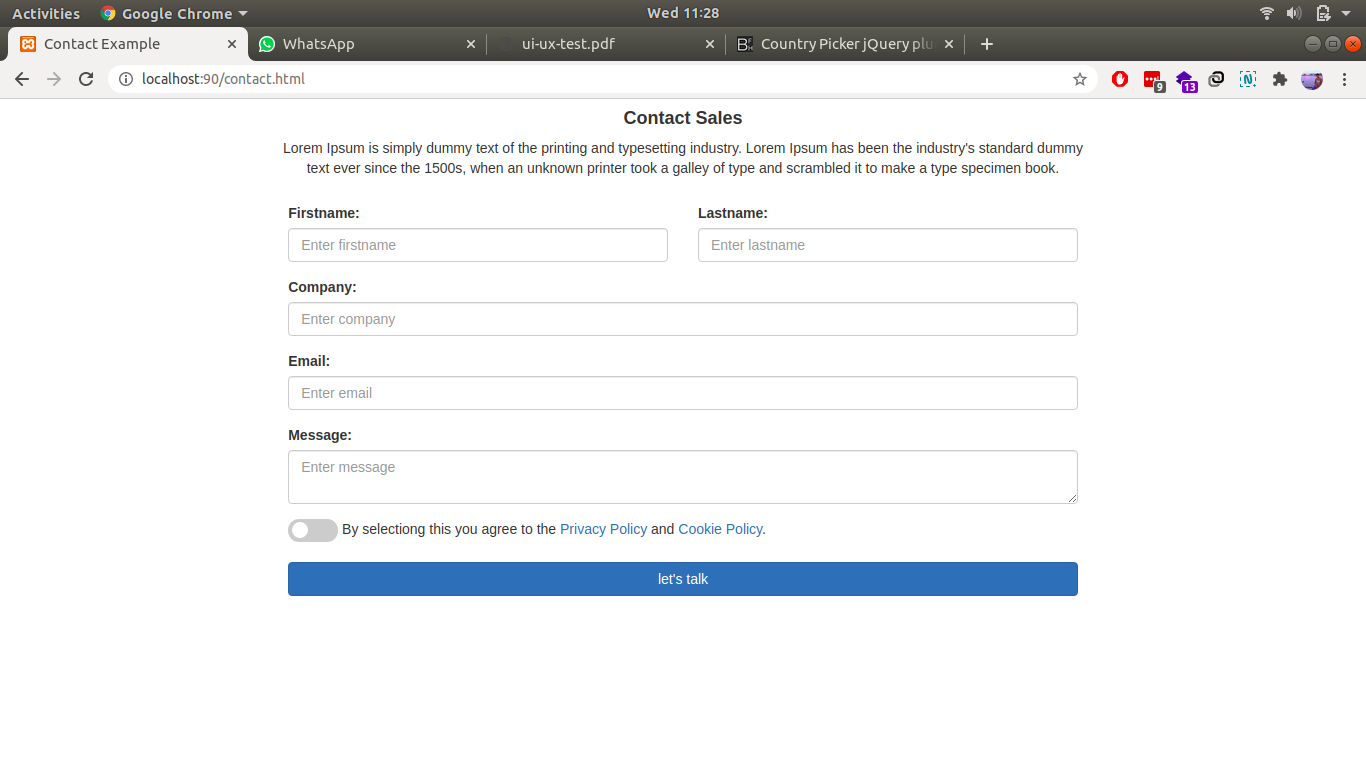 Activities Google Chrome Wed 11:28
Contact Example WhatsApp ui-ux-test.pdf Country Picker jQuery plu
localhost:90/contact.html 9 13
Contact Sales
Lorem Ipsum is simply dummy text of the printing and typesetting industry. Lorem Ipsum has been the industry's standard dummy
text ever since the 1500s, when an unknown printer took a galley of type and scrambled it to make a type specimen book.
Firstname: Lastname:
Enter firstname Enter lastname
Company:
Enter company
Email:
Enter email
Message:
Enter message
By selectiong this you agree to the Privacy Policy and Cookie Policy.
let's talk